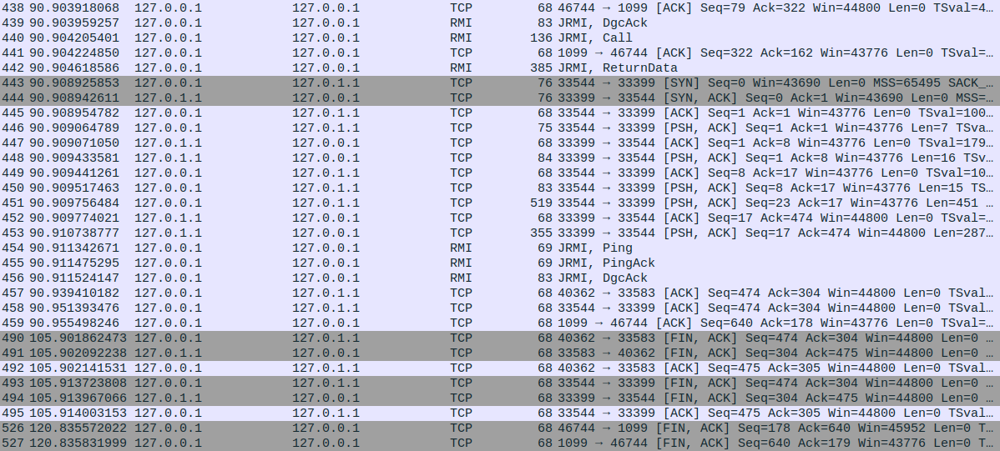 438 90.903918068 127.0.0.1 127.0.0.1 TCP 68 46744 → 1099 [ACK] Seq=79 Ack=322 Win=44800 Len=0 TSval=4…
439 90.903959257 127.0.0.1 127.0.0.1 RMI 83 JRMI, DgcAck
440 90.904205401 127.0.0.1 127.0.0.1 RMI 136 JRMI, Call
441 90.904224850 127.0.0.1 127.0.0.1 TCP 68 1099 → 46744 [ACK] Seq=322 Ack=162 Win=43776 Len=0 TSval=…
442 90.904618586 127.0.0.1 127.0.0.1 RMI 385 JRMI, ReturnData
443 90.908925853 127.0.0.1 127.0.1.1 TCP 76 33544 → 33399 [SYN] Seq=0 Win=43690 Len=0 MSS=65495 SACK_…
444 90.908942611 127.0.1.1 127.0.0.1 TCP 76 33399 → 33544 [SYN, ACK] Seq=0 Ack=1 Win=43690 Len=0 MSS=…
445 90.908954782 127.0.0.1 127.0.1.1 TCP 68 33544 → 33399 [ACK] Seq=1 Ack=1 Win=43776 Len=0 TSval=100…
446 90.909064789 127.0.0.1 127.0.1.1 TCP 75 33544 → 33399 [PSH, ACK] Seq=1 Ack=1 Win=43776 Len=7 TSva…
447 90.909071050 127.0.1.1 127.0.0.1 TCP 68 33399 → 33544 [ACK] Seq=1 Ack=8 Win=43776 Len=0 TSval=179…
448 90.909433581 127.0.1.1 127.0.0.1 TCP 84 33399 → 33544 [PSH, ACK] Seq=1 Ack=8 Win=43776 Len=16 TSv…
449 90.909441261 127.0.0.1 127.0.1.1 TCP 68 33544 → 33399 [ACK] Seq=8 Ack=17 Win=43776 Len=0 TSval=10…
450 90.909517463 127.0.0.1 127.0.1.1 TCP 83 33544 → 33399 [PSH, ACK] Seq=8 Ack=17 Win=43776 Len=15 TS…
451 90.909756484 127.0.0.1 127.0.1.1 TCP 519 33544 → 33399 [PSH, ACK] Seq=23 Ack=17 Win=43776 Len=451 …
452 90.909774021 127.0.1.1 127.0.0.1 TCP 68 33399 → 33544 [ACK] Seq=17 Ack=474 Win=44800 Len=0 TSval=…
453 90.910738777 127.0.1.1 127.0.0.1 TCP 355 33399 → 33544 [PSH, ACK] Seq=17 Ack=474 Win=44800 Len=287…
454 90.911342671 127.0.0.1 127.0.0.1 RMI 69 JRMI, Ping
455 90.911475295 127.0.0.1 127.0.0.1 RMI 69 JRMI, PingAck
456 90.911524147 127.0.0.1 127.0.0.1 RMI 83 JRMI, DgcAck
457 90.939410182 127.0.0.1 127.0.1.1 TCP 68 40362 → 33583 [ACK] Seq=474 Ack=304 Win=44800 Len=0 TSval…
458 90.951393476 127.0.0.1 127.0.1.1 TCP 68 33544 → 33399 [ACK] Seq=474 Ack=304 Win=44800 Len=0 TSval…
459 90.955498246 127.0.0.1 127.0.0.1 TCP 68 1099 → 46744 [ACK] Seq=640 Ack=178 Win=43776 Len=0 TSval=…
490 105.901862473 127.0.0.1 127.0.1.1 TCP 68 40362 → 33583 [FIN, ACK] Seq=474 Ack=304 Win=44800 Len=0 …
491 105.902092238 127.0.1.1 127.0.0.1 TCP 68 33583 → 40362 [FIN, ACK] Seq=304 Ack=475 Win=44800 Len=0 …
492 105.902141531 127.0.0.1 127.0.1.1 TCP 68 40362 → 33583 [ACK] Seq=475 Ack=305 Win=44800 Len=0 TSval…
493 105.913723808 127.0.0.1 127.0.1.1 TCP 68 33544 → 33399 [FIN, ACK] Seq=474 Ack=304 Win=44800 Len=0 …
494 105.913967066 127.0.1.1 127.0.0.1 TCP 68 33399 → 33544 [FIN, ACK] Seq=304 Ack=475 Win=44800 Len=0 …
495 105.914003153 127.0.0.1 127.0.1.1 TCP 68 33544 → 33399 [ACK] Seq=475 Ack=305 Win=44800 Len=0 TSval…
526 120.835572022 127.0.0.1 127.0.0.1 TCP 68 46744 → 1099 [FIN, ACK] Seq=178 Ack=640 Win=45952 Len=0 T…
527 120.835831999 127.0.0.1 127.0.0.1 TCP 68 1099 → 46744 [FIN, ACK] Seq=640 Ack=179 Win=43776 Len=0 T…